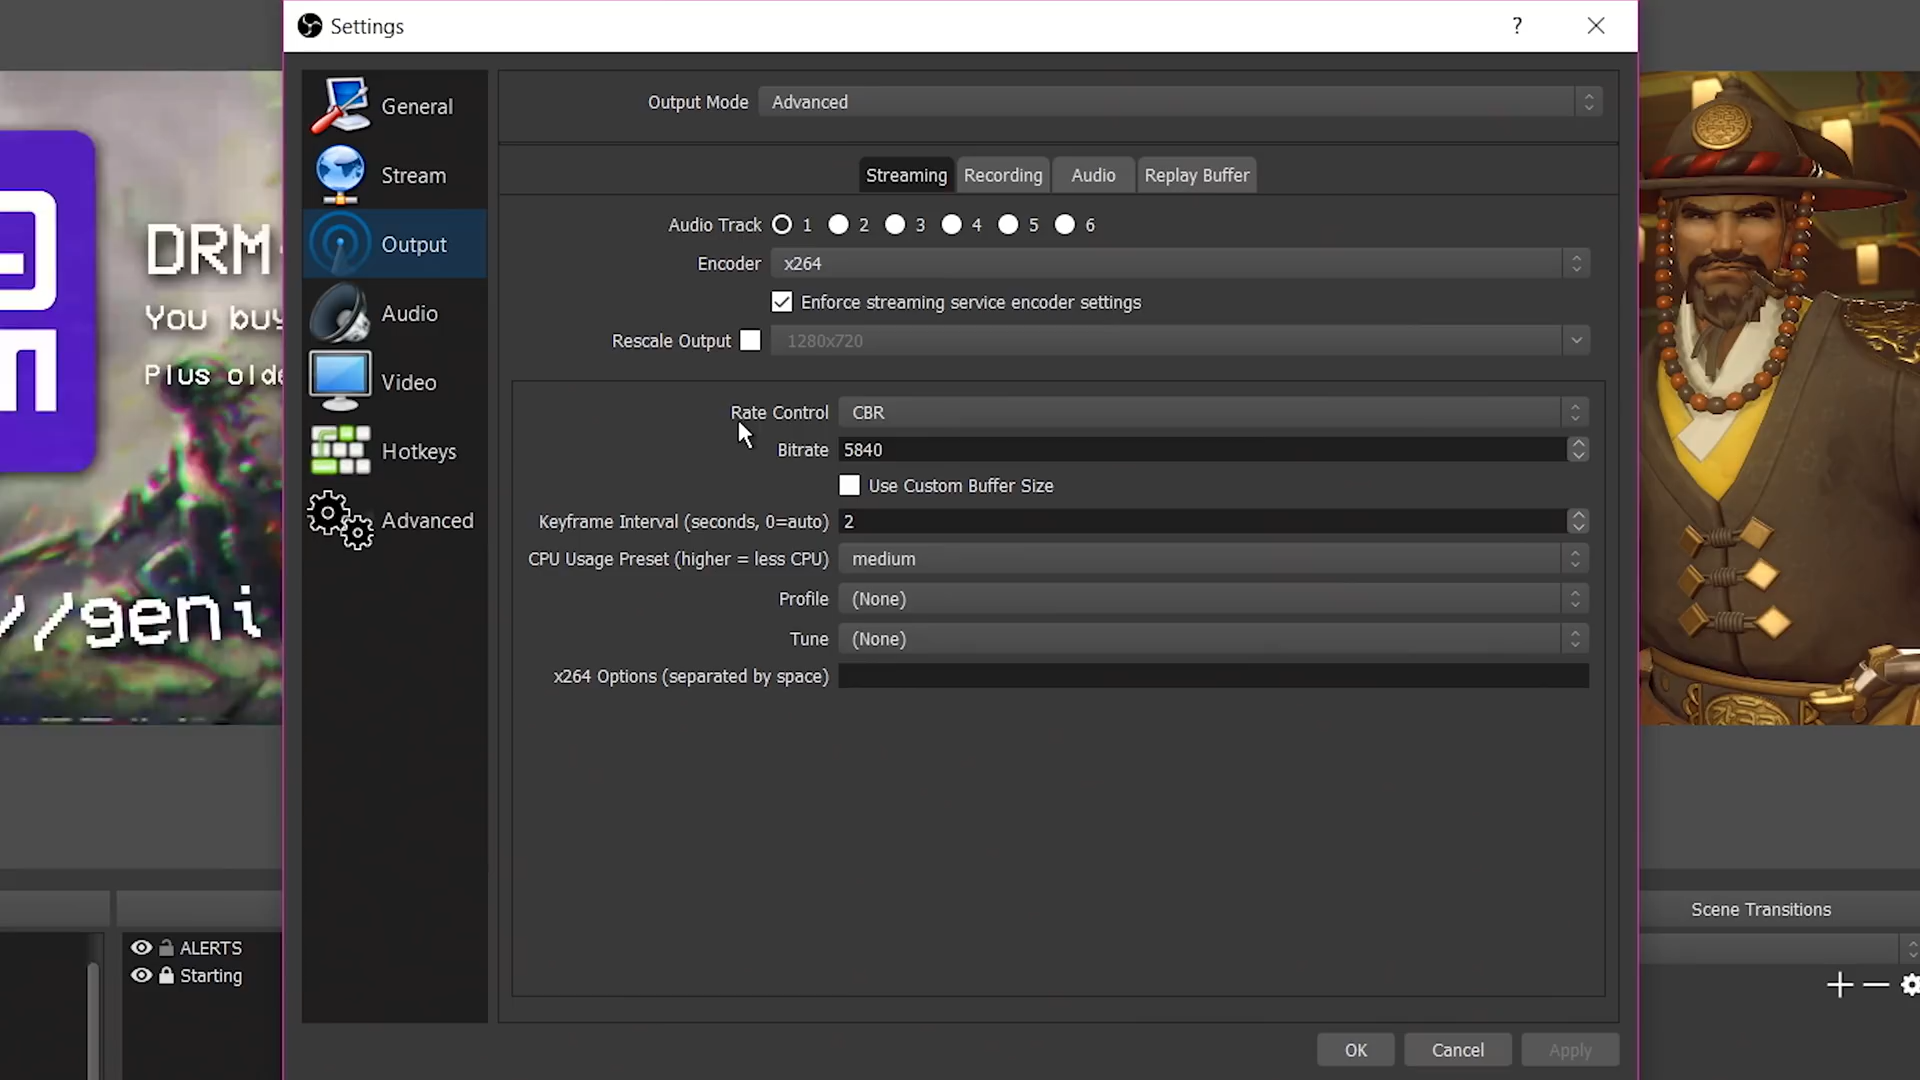 Settings
?
General
Stream
Output
Audio
Video
Hotkeys
Advanced
Output Mode Advanced
Streaming Recording Audio Replay Buffer
Audio Track 1 2 3 4 5 6
Encoder x264
Enforce streaming service encoder settings
Rescale Output 1280x720
Rate Control CBR
Bitrate 5840
Use Custom Buffer Size
Keyframe Interval (seconds, 0=auto) 2
CPU Usage Preset (higher = less CPU) medium
Profile (None)
Tune (None)
x264 Options (separated by space)
OK Cancel Apply
DRM
You buy
Plus olde
/geni
ALERTS
Starting
Scene Transitions